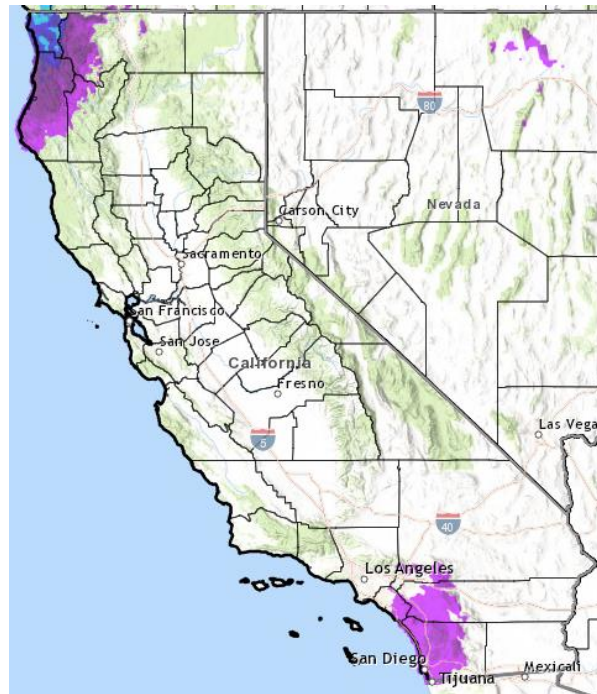 80
Nevada
Carson City
Sacramento
San Francisco
San Jose
California
Fresno
5
Las Vega
40
Los Angeles
San Diego
Tijuana
Mexicali